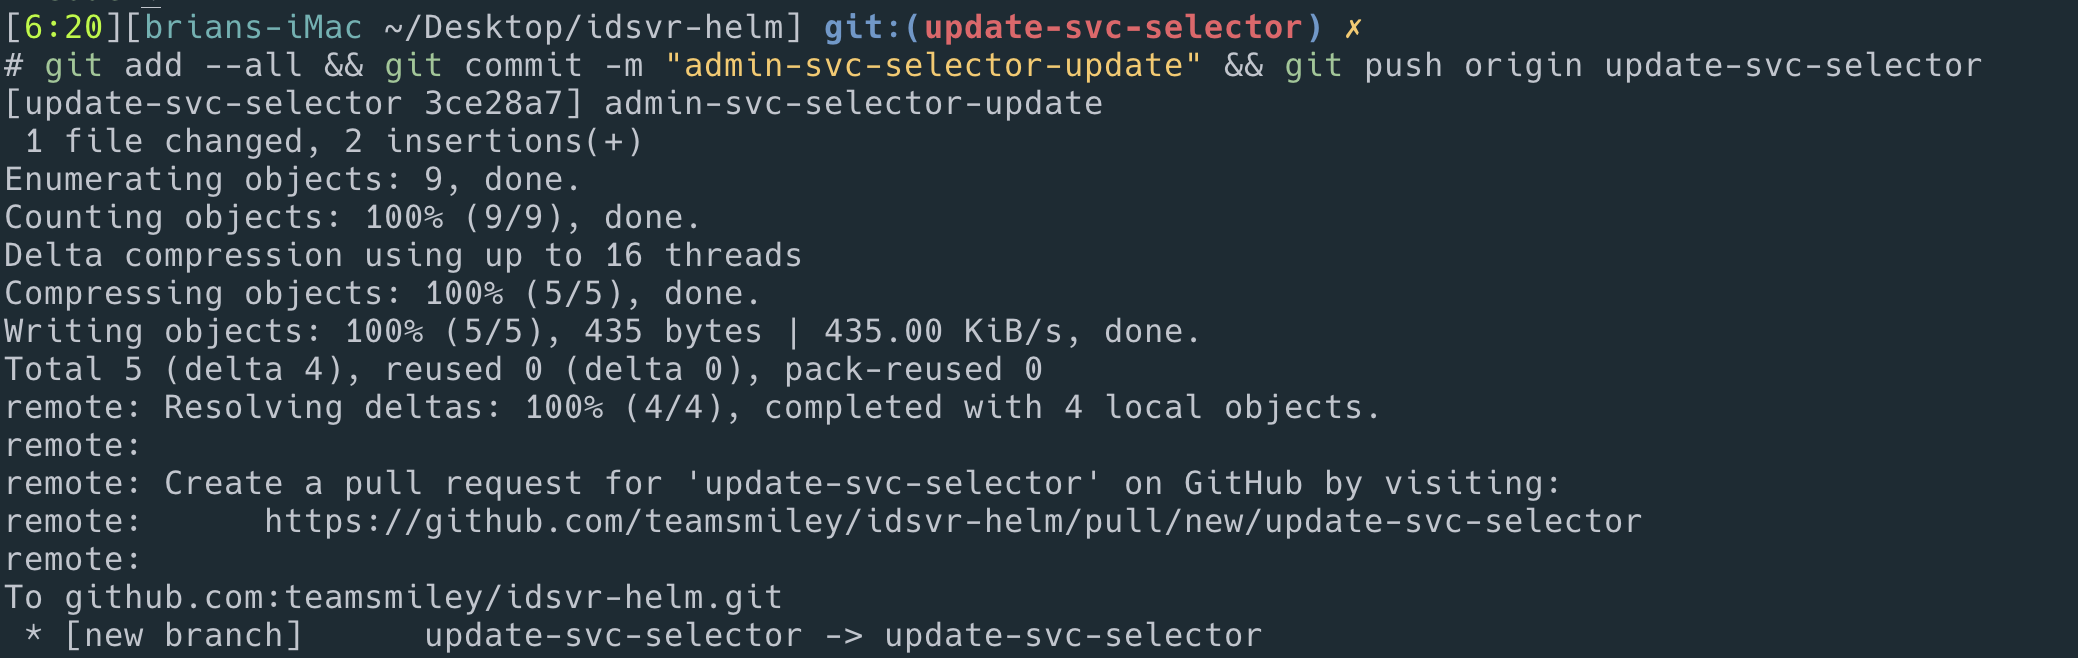 [6:20][brians-iMac ~/Desktop/idsvr-helm] git:(update-svc-selector) ✗
# git add --all && git commit -m "admin-svc-selector-update" && git push origin update-svc-selector
[update-svc-selector 3ce28a7] admin-svc-selector-update
 1 file changed, 2 insertions(+)
Enumerating objects: 9, done.
Counting objects: 100% (9/9), done.
Delta compression using up to 16 threads
Compressing objects: 100% (5/5), done.
Writing objects: 100% (5/5), 435 bytes | 435.00 KiB/s, done.
Total 5 (delta 4), reused 0 (delta 0), pack-reused 0
remote: Resolving deltas: 100% (4/4), completed with 4 local objects.
remote:
remote: Create a pull request for 'update-svc-selector' on GitHub by visiting:
remote:      https://github.com/teamsmiley/idsvr-helm/pull/new/update-svc-selector
remote:
To github.com:teamsmiley/idsvr-helm.git
 * [new branch]      update-svc-selector -> update-svc-selector